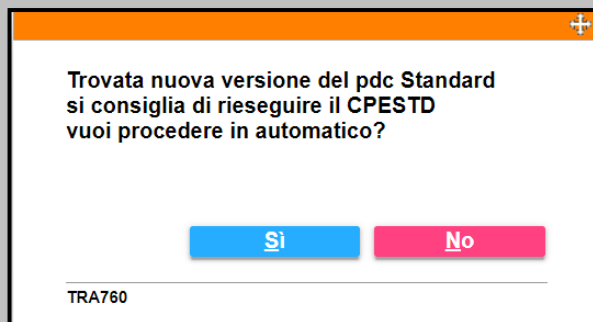 Trovata nuova versione del pdc Standard
si consiglia di rieseguire il CPESTD
vuoi procedere in automatico?
Sì
No
TRA760